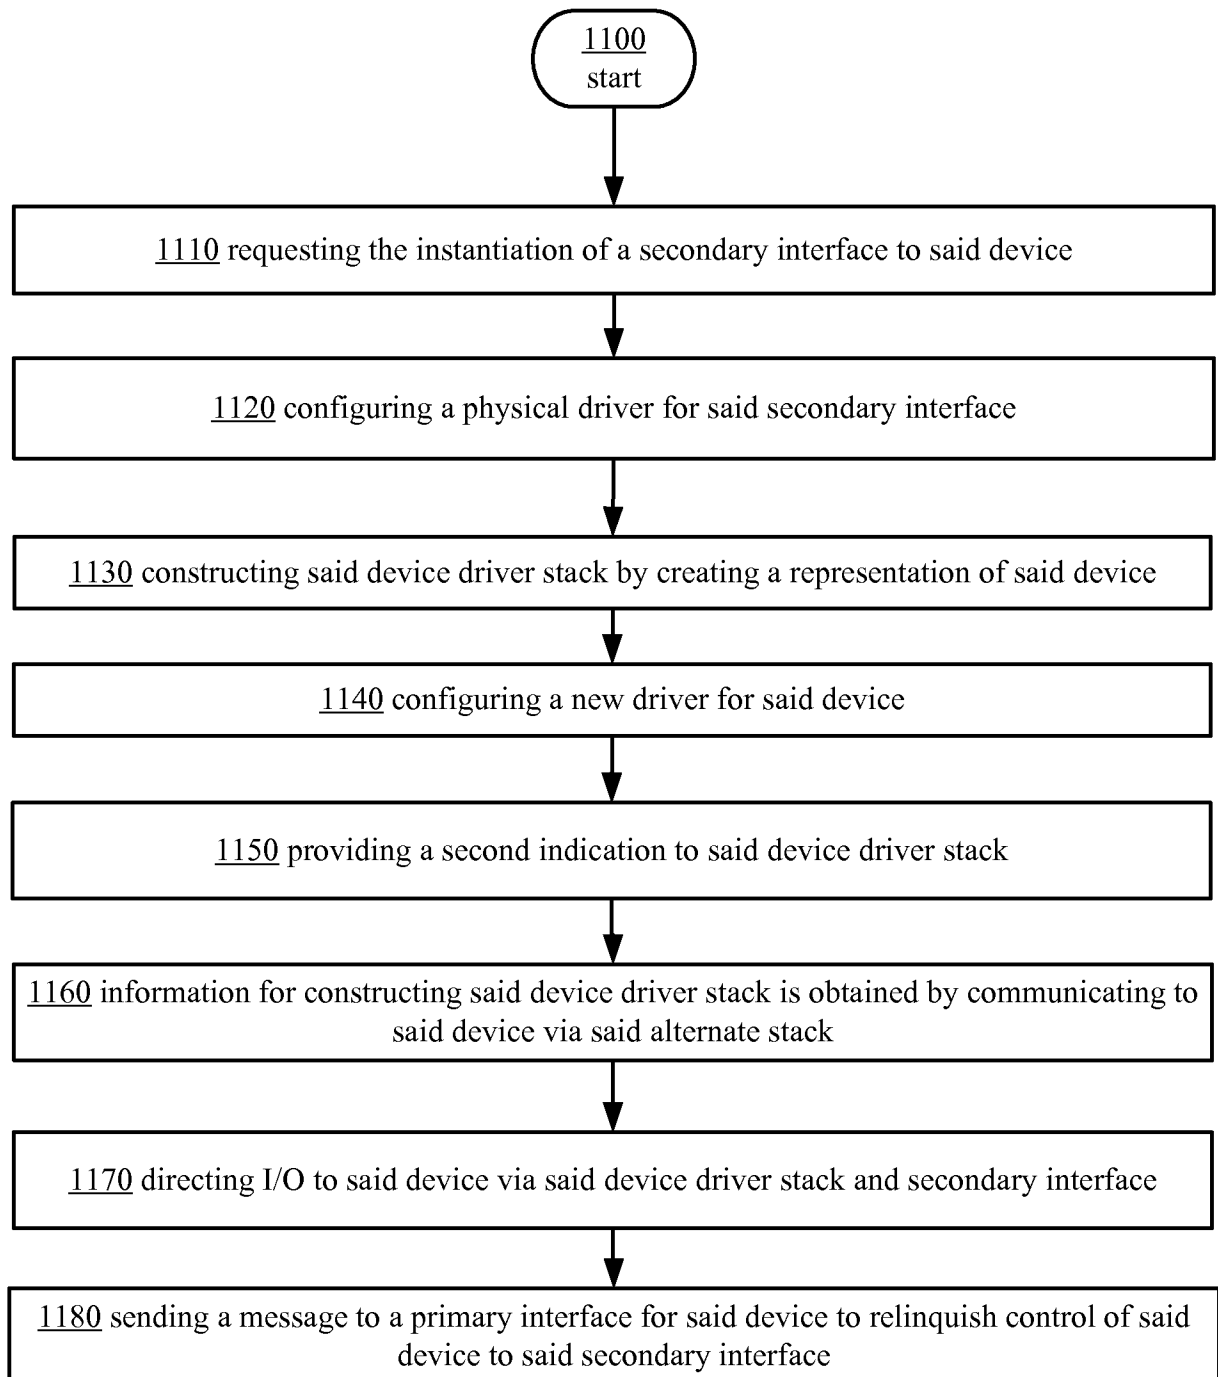 1100
start
1110 requesting the instantiation of a secondary interface to said device
1120 configuring a physical driver for said secondary interface
1130 constructing said device driver stack by creating a representation of said device
1140 configuring a new driver for said device
1150 providing a second indication to said device driver stack
1160 information for constructing said device driver stack is obtained by communicating to
said device via said alternate stack
1170 directing I/O to said device via said device driver stack and secondary interface
1180 sending a message to a primary interface for said device to relinquish control of said
device to said secondary interface